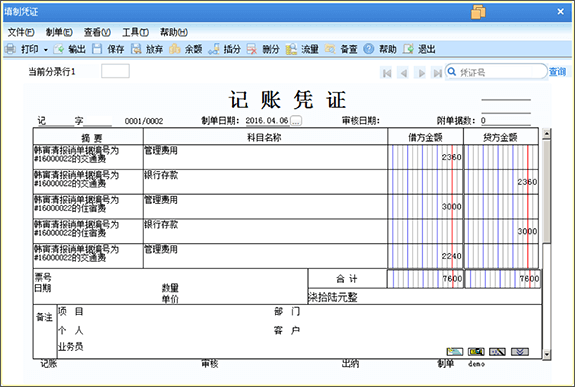 填制凭证
文件(F) 制单(E) 查看(V) 工具(T) 帮助(H)
打印 输出 保存 放弃 余额 插分 删分 流量 备查 帮助 退出
当前分录行1 凭证号 查询
记 账 凭 证
记 字 0001/0002 制单日期: 2016.04.06 ... 审核日期: 附单据数: 0
摘 要 科目名称 借方金额 贷方金额
韩寅清报销单据编号为 管理费用
#16000022的交通费 2360
韩寅清报销单据编号为 银行存款
#16000022的交通费 2360
韩寅清报销单据编号为 管理费用
#16000022的住宿费 3000
韩寅清报销单据编号为 银行存款
#16000022的住宿费 3000
韩寅清报销单据编号为 管理费用
#16000022的交通费 2240
票号
日期 数量 合 计 7600 7600
单价 柒拾陆元整
备注 项 目 部 门
个 人 客 户
业务员
记账 审核 出纳 制单 demo